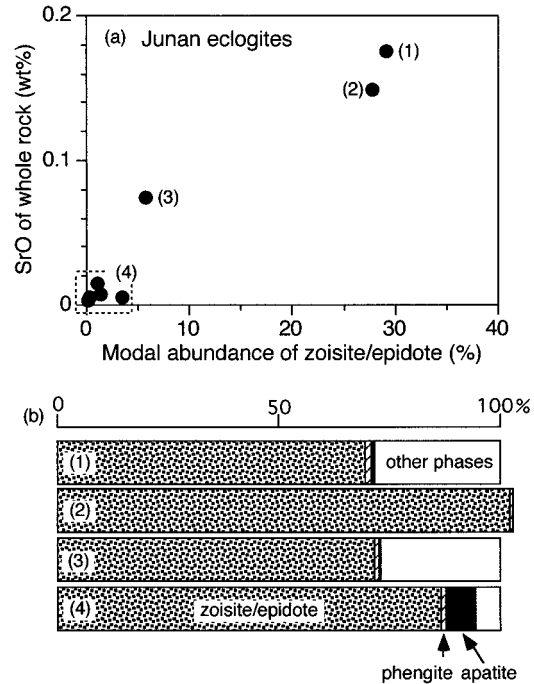 0.2
(a) Junan eclogites
(1)
(2)
SrO of whole rock (wt%)
0.1
(3)
(4)
0
0 10 20 30 40
Modal abundance of zoisite/epidote (%)
(b) 0 50 100%
(1) other phases
(2)
(3)
(4) zoisite/epidote
phengite apatite